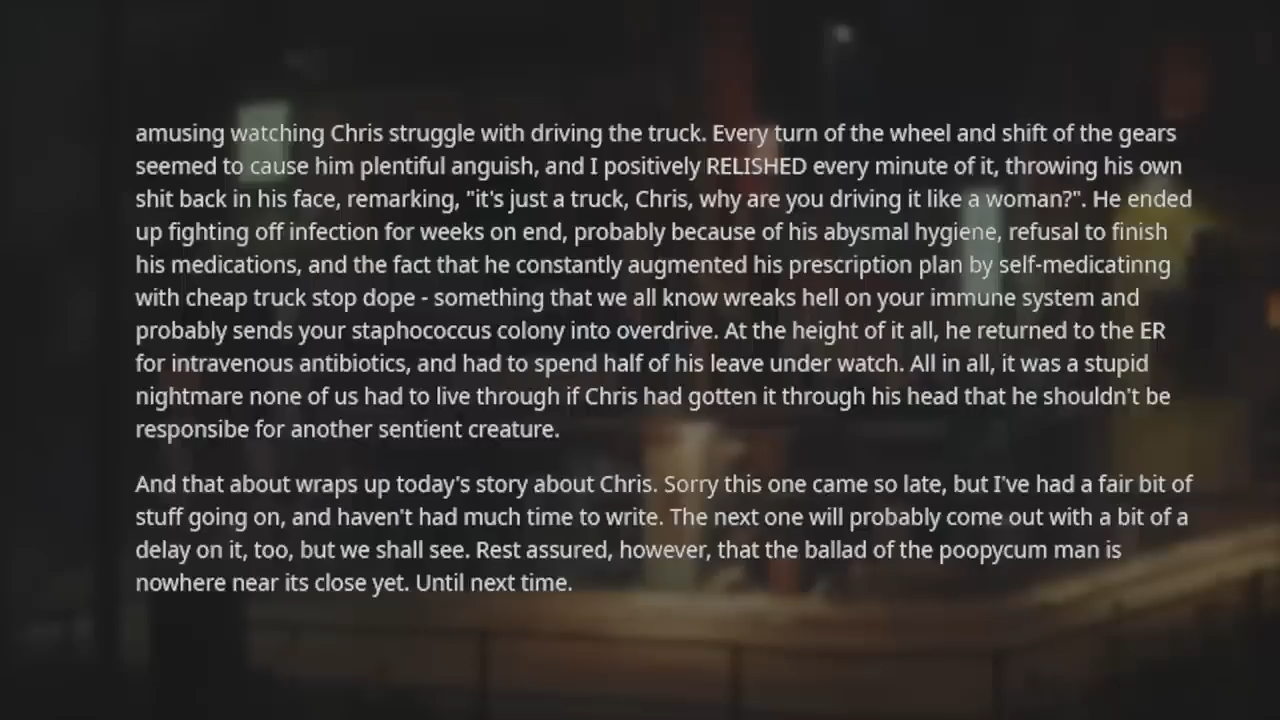 amusing watching Chris struggle with driving the truck. Every turn of the wheel and shift of the gears
seemed to cause him plentiful anguish, and I positively RELISHED every minute of it, throwing his own
shit back in his face, remarking, "it's just a truck, Chris, why are you driving it like a woman?". He ended
up fighting off infection for weeks on end, probably because of his abysmal hygiene, refusal to finish
his medications, and the fact that he constantly augmented his prescription plan by self-medicatinng
with cheap truck stop dope - something that we all know wreaks hell on your immune system and
probably sends your staphococcus colony into overdrive. At the height of it all, he returned to the ER
for intravenous antibiotics, and had to spend half of his leave under watch. All in all, it was a stupid
nightmare none of us had to live through if Chris had gotten it through his head that he shouldn't be
responsibe for another sentient creature.
And that about wraps up today's story about Chris. Sorry this one came so late, but I've had a fair bit of
stuff going on, and haven't had much time to write. The next one will probably come out with a bit of a
delay on it, too, but we shall see. Rest assured, however, that the ballad of the poopycum man is
nowhere near its close yet. Until next time.